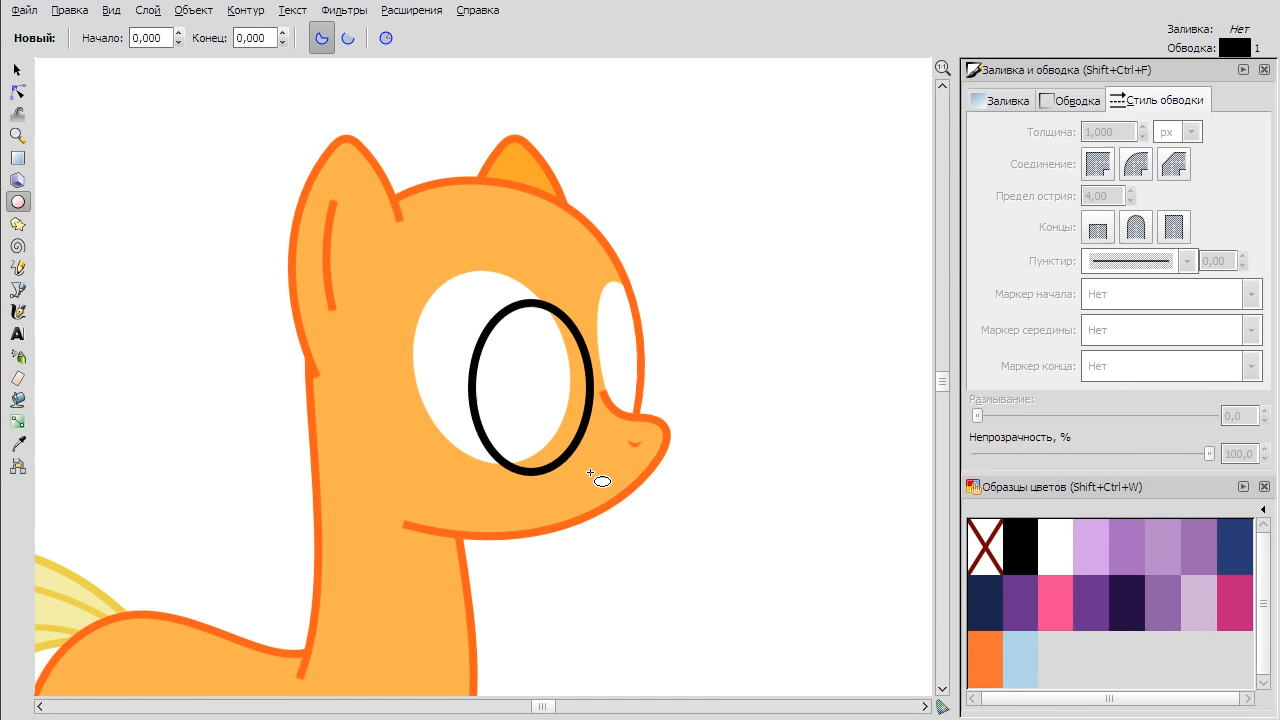 Файл Правка Вид Слой Объект Контур Текст Фильтры Расширения Справка
Новый: Начало: 0,000 Конец: 0,000
Заливка: Нет
Обводка: 1
1:1
Заливка и обводка (Shift+Ctrl+F)
Заливка Обводка Стиль обводки
Толщина: 1,000 px
Соединение:
Предел острия: 4,00
Концы:
Пунктир: 0,00
Маркер начала: Нет
Маркер середины: Нет
Маркер конца: Нет
Размывание:
0,0
Непрозрачность, %
100,0
Образцы цветов (Shift+Ctrl+W)